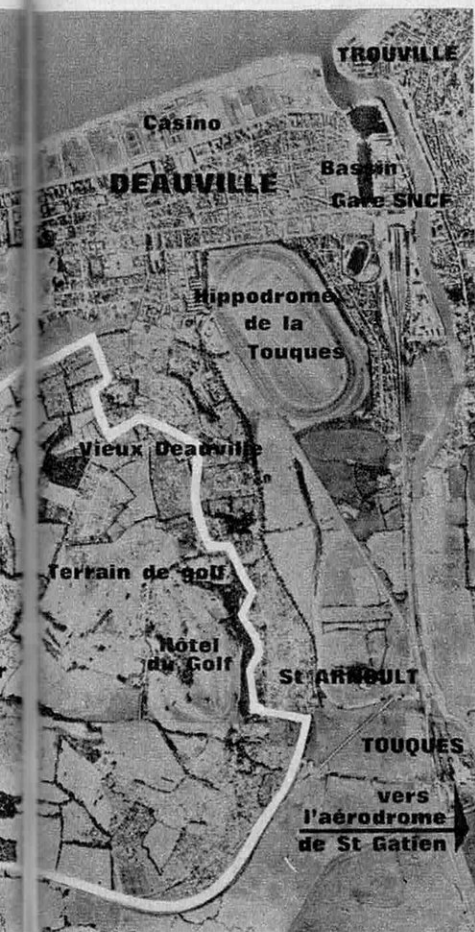 TROUVILLE
Casino
DEAUVILLE
Bassin
Gare SNCF
Hippodrome
de la
Touques
Vieux Deauville
Terrain de golf
Hôtel
du Golf
St ARNOULT
TOUQUES
vers
l'aérodrome
de St Gatien